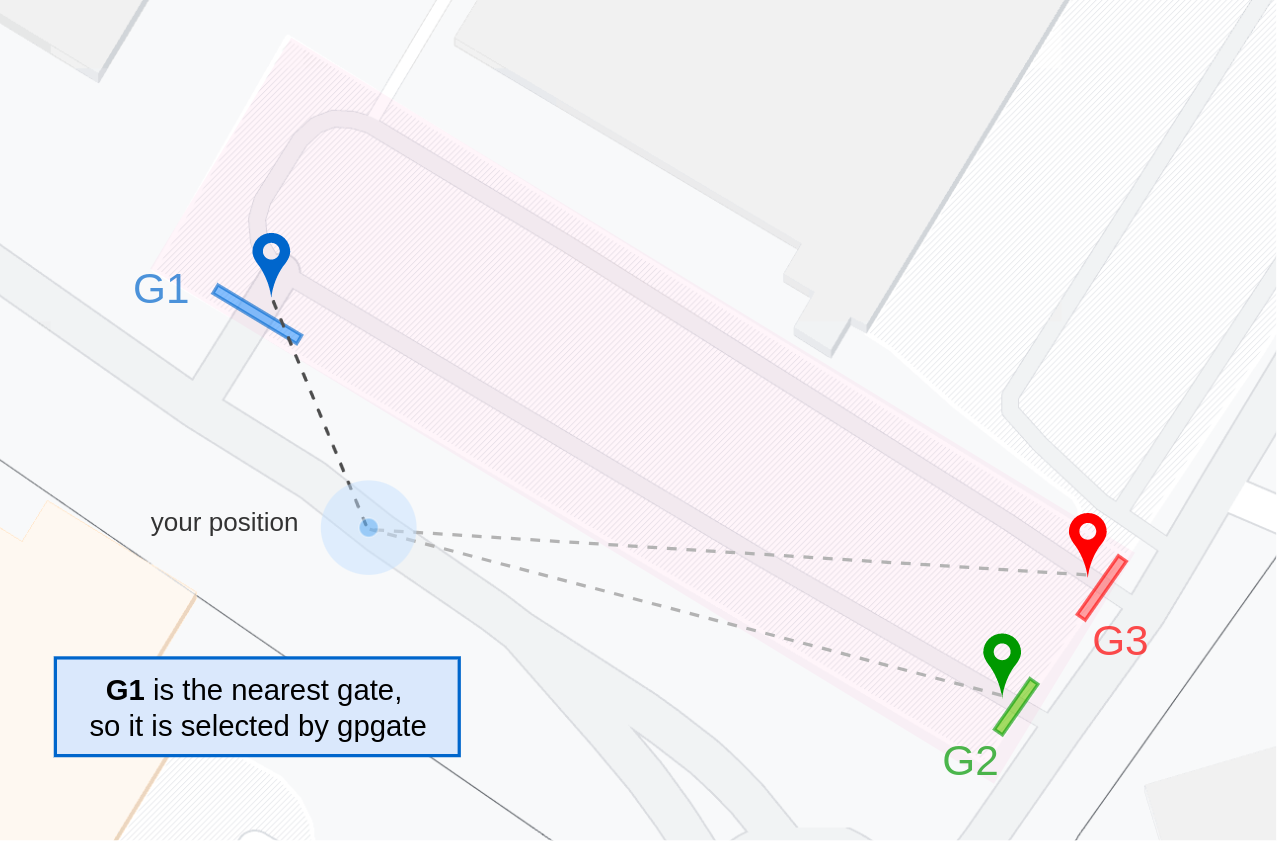 G1
your position
G3
G1 is the nearest gate,
so it is selected by gpgate
G2